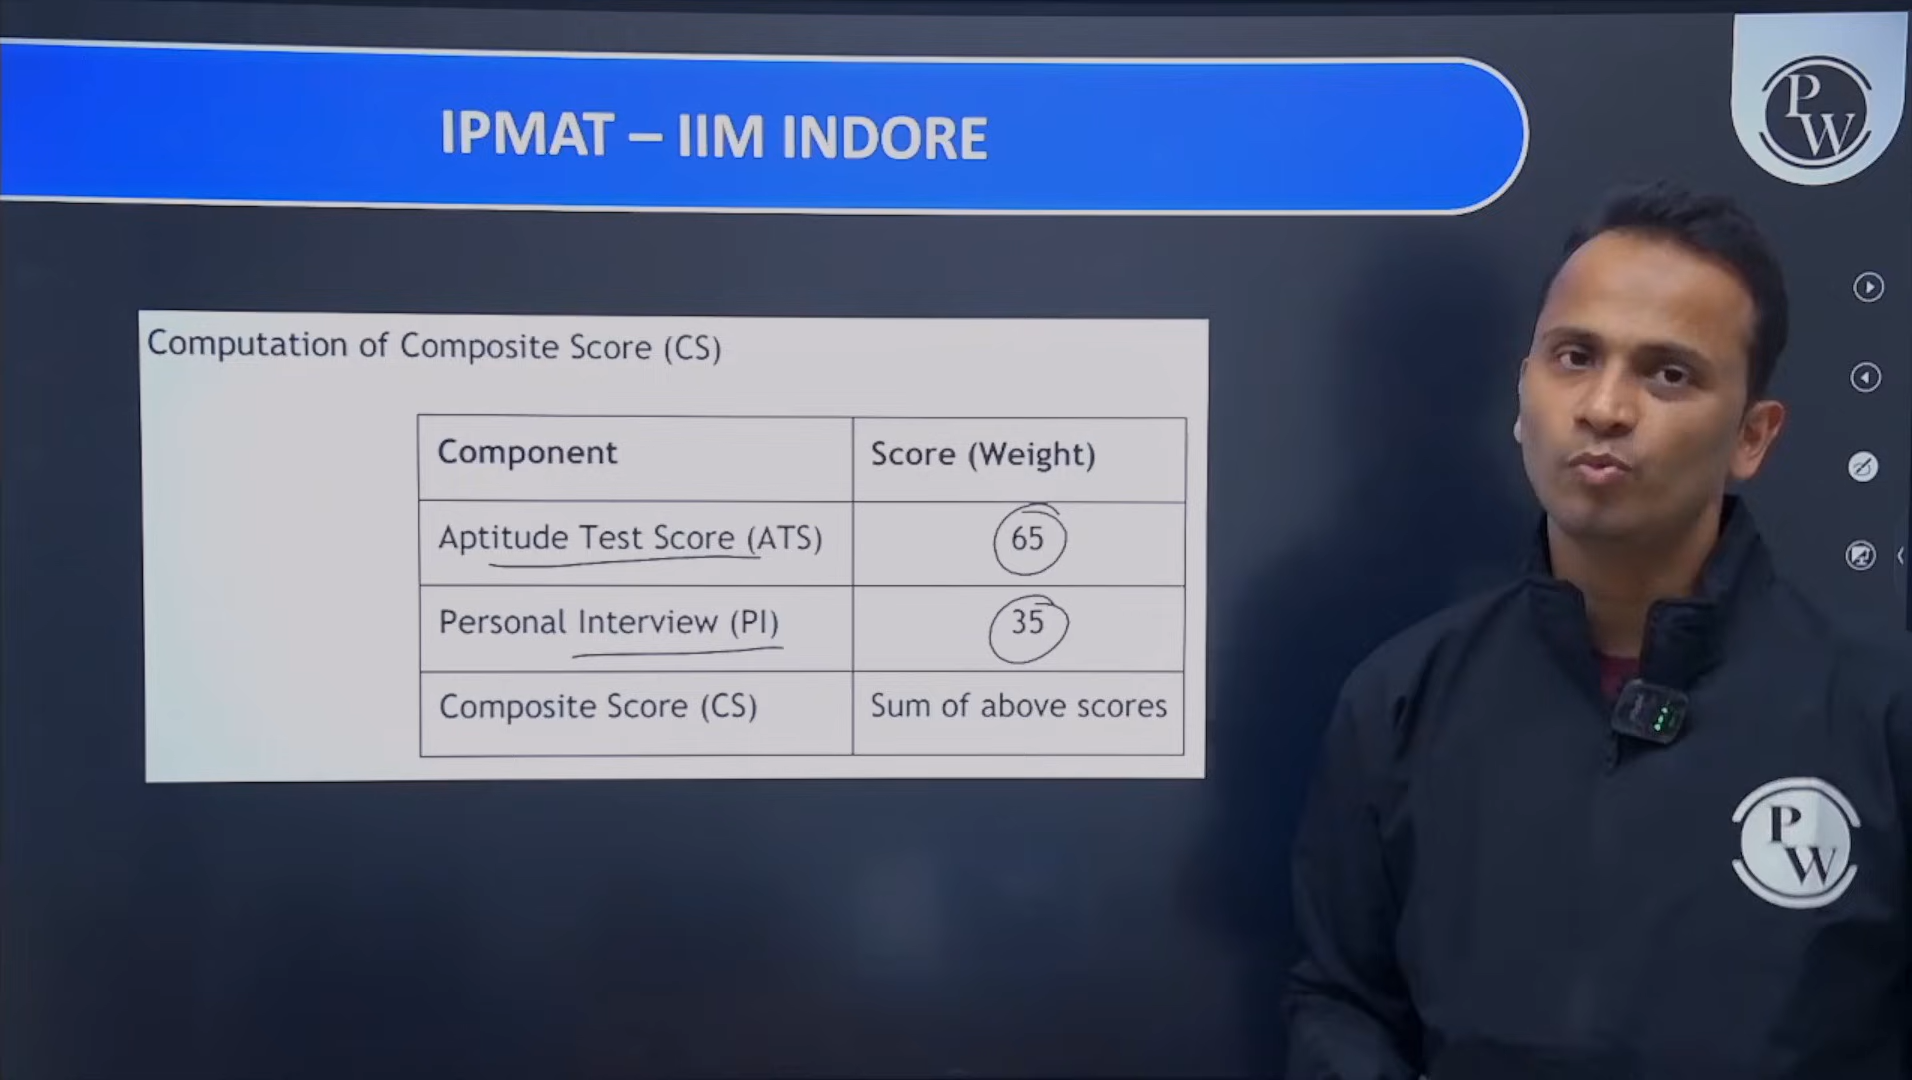 IPMAT – IIM INDORE
P
W
Computation of Composite Score (CS)
Component Score (Weight)
Aptitude Test Score (ATS) 65
Personal Interview (PI) 35
Composite Score (CS) Sum of above scores
P
W